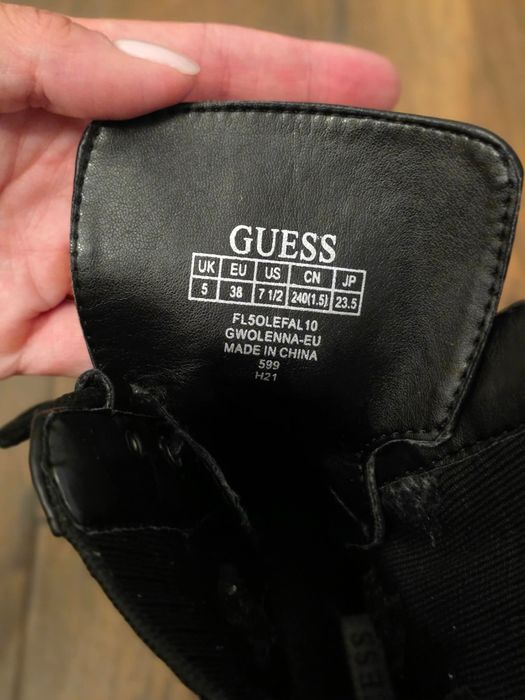 GUESS
UK EU US CN JP
5 38 7 1/2 240(1.5) 23.5
FL5OLEFAL10
GWOLENNA-EU
MADE IN CHINA
599
H21
ESS